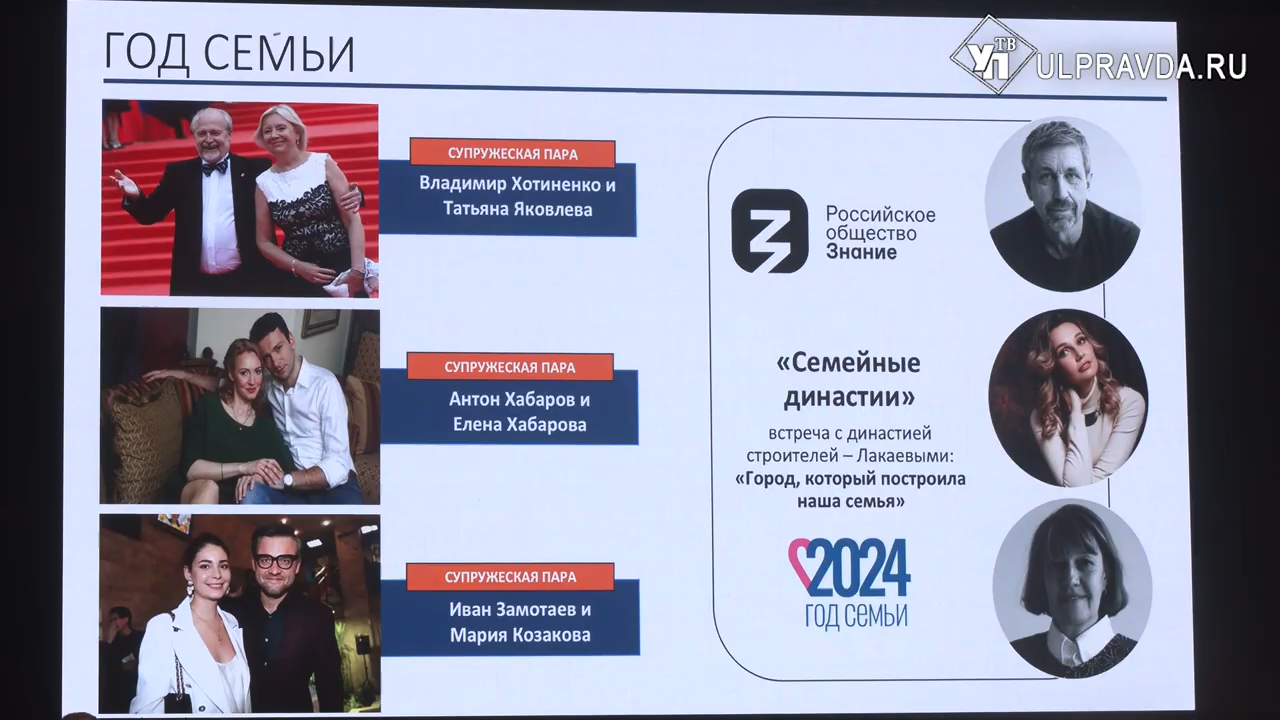 ГОД СЕМЬИ
УП ТВ ULPRAVDA.RU
СУПРУЖЕСКАЯ ПАРА
Владимир Хотиненко и
Татьяна Яковлева
СУПРУЖЕСКАЯ ПАРА
Антон Хабаров и
Елена Хабарова
СУПРУЖЕСКАЯ ПАРА
Иван Замотаев и
Мария Козакова
Российское
общество
Знание
«Семейные
династии»
встреча с династией
строителей – Лакаевыми:
«Город, который построила
наша семья»
2024
ГОД СЕМЬИ